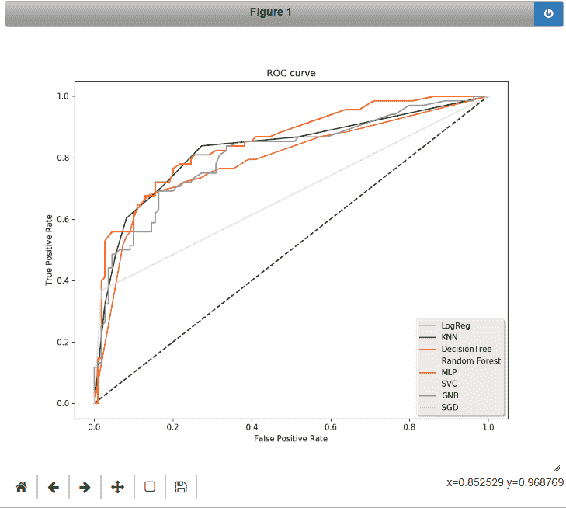 Figure 1
ROC curve
1.0
0.8
0.6
0.4
0.2
0.0
True Positive Rate
0.0 0.2 0.4 0.6 0.8 1.0
False Positive Rate
LogReg
KNN
DecisionTree
Random Forest
MLP
SVC
GNB
SGD
x=0.852529 y=0.968769